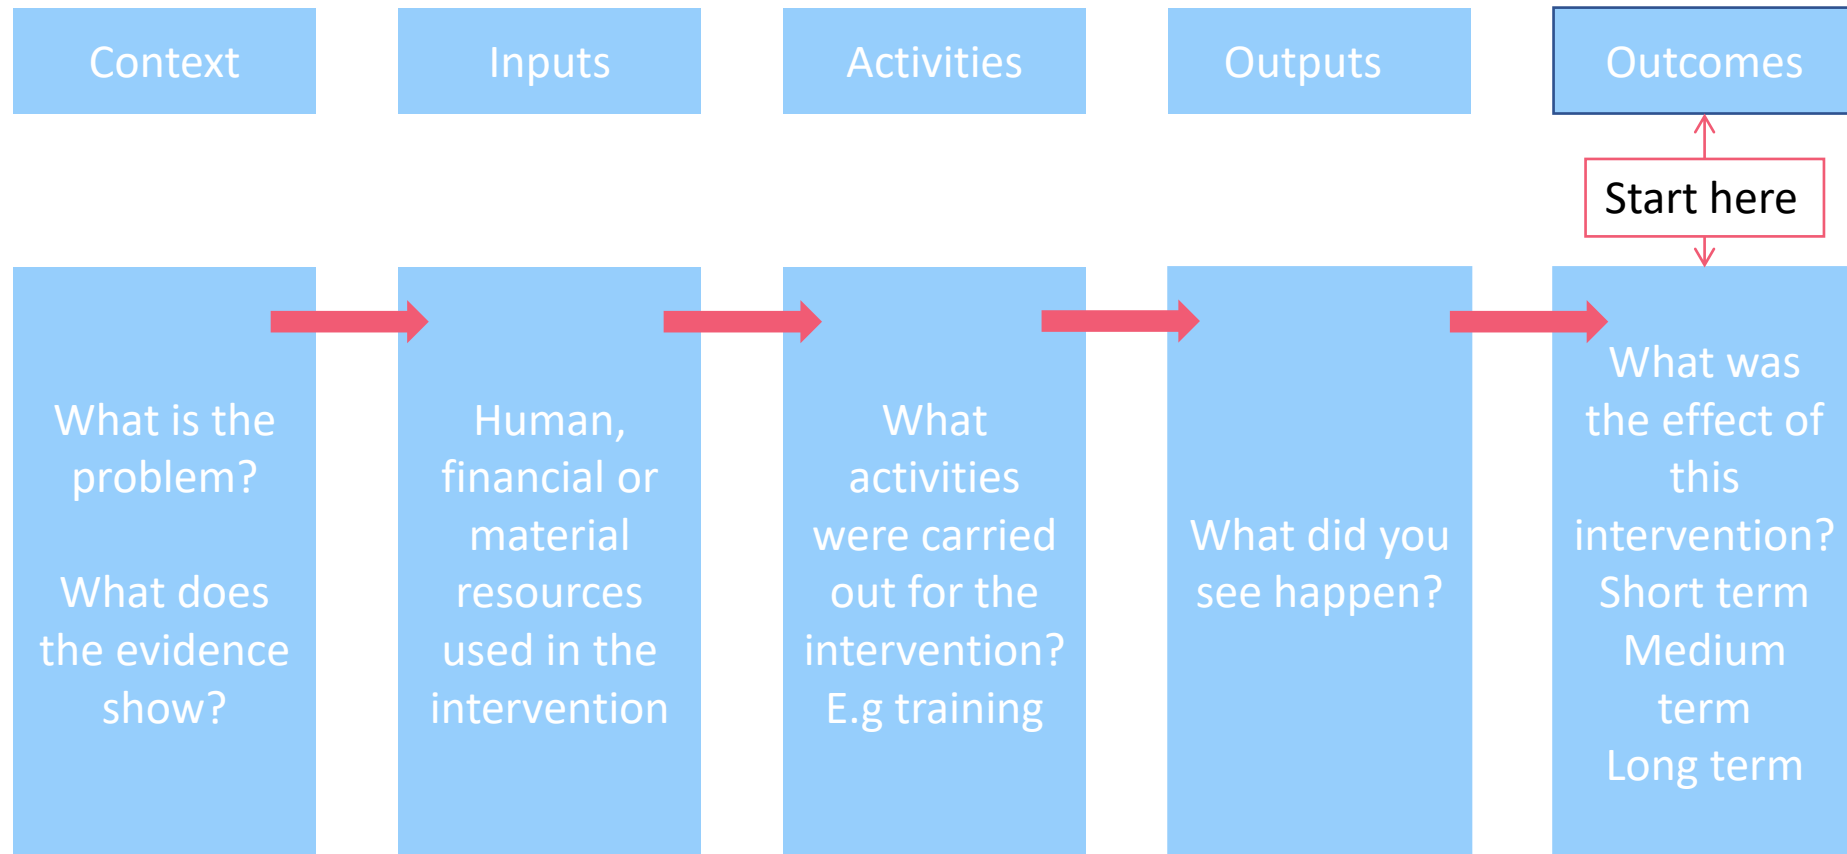 Context
Inputs
Activities
Outputs
Outcomes
Start here
What is the
problem?
What does
the evidence
show?
Human,
financial or
material
resources
used in the
intervention
What
activities
were carried
out for the
intervention?
E.g training
What did you
see happen?
What was
the effect of
this
intervention?
Short term
Medium
term
Long term